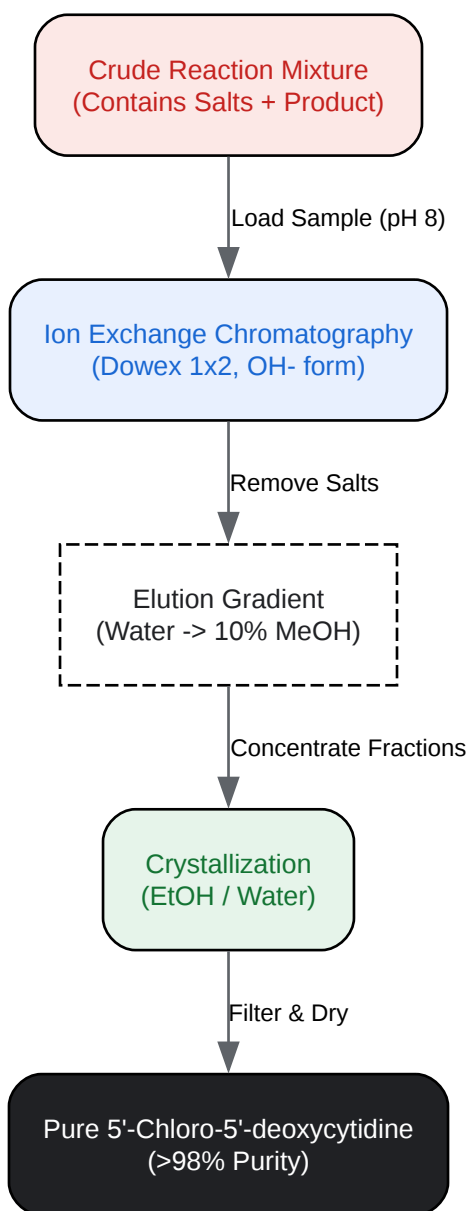 Crude Reaction Mixture
(Contains Salts + Product)
Load Sample (pH 8)
Ion Exchange Chromatography
(Dowex 1x2, OH- form)
Remove Salts
Elution Gradient
(Water -> 10% MeOH)
Concentrate Fractions
Crystallization
(EtOH / Water)
Filter & Dry
Pure 5'-Chloro-5'-deoxycytidine
(>98% Purity)